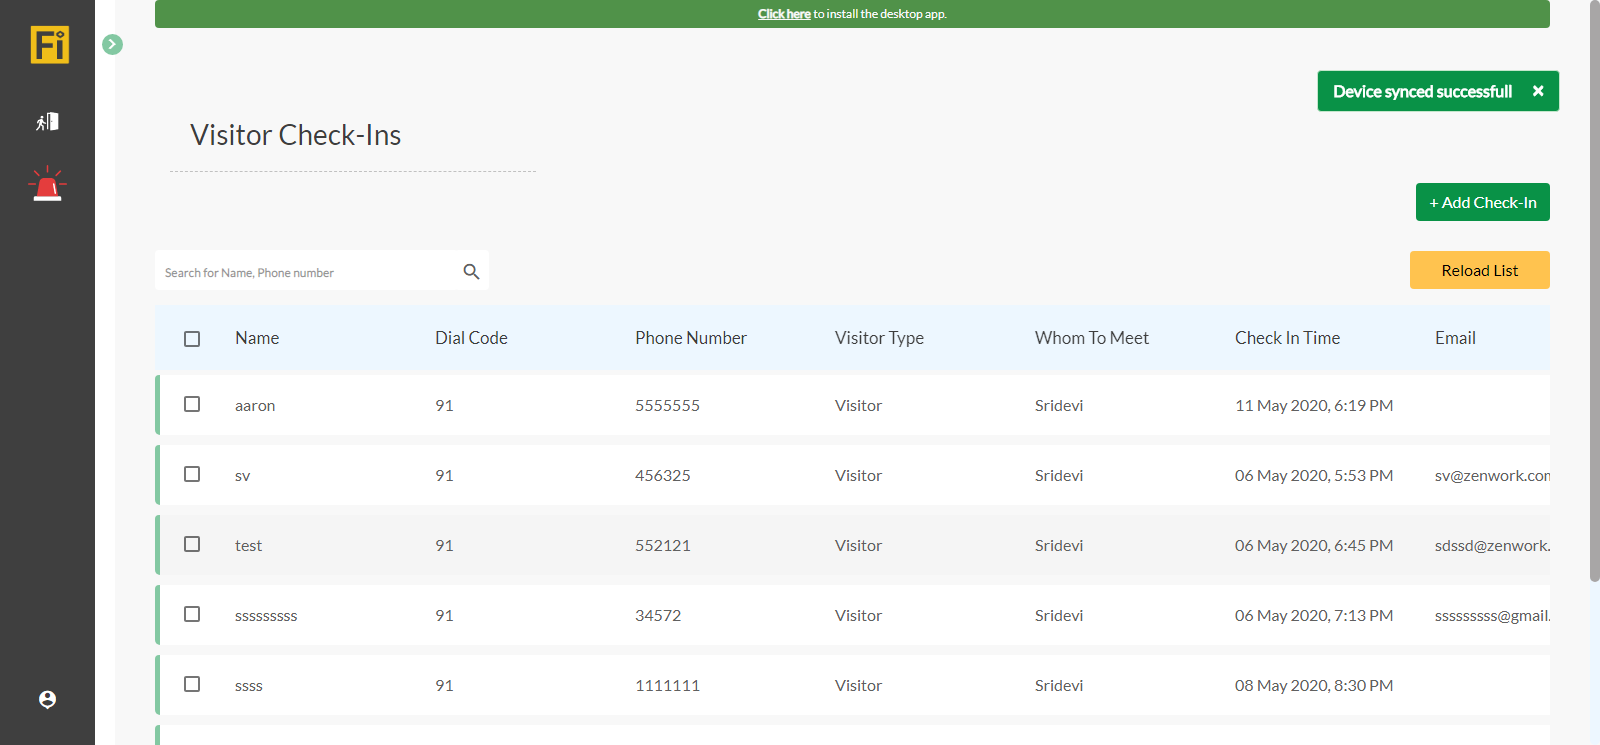 Click here to install the desktop app.
Fi
Device synced successfull ×
Visitor Check-Ins
+ Add Check-In
Search for Name, Phone number
Reload List
Name Dial Code Phone Number Visitor Type Whom To Meet Check In Time Email
aaron 91 5555555 Visitor Sridevi 11 May 2020, 6:19 PM
sv 91 456325 Visitor Sridevi 06 May 2020, 5:53 PM sv@zenwork.com
test 91 552121 Visitor Sridevi 06 May 2020, 6:45 PM sdssd@zenwork.
sssssssss 91 34572 Visitor Sridevi 06 May 2020, 7:13 PM sssssssss@gmail.
ssss 91 1111111 Visitor Sridevi 08 May 2020, 8:30 PM